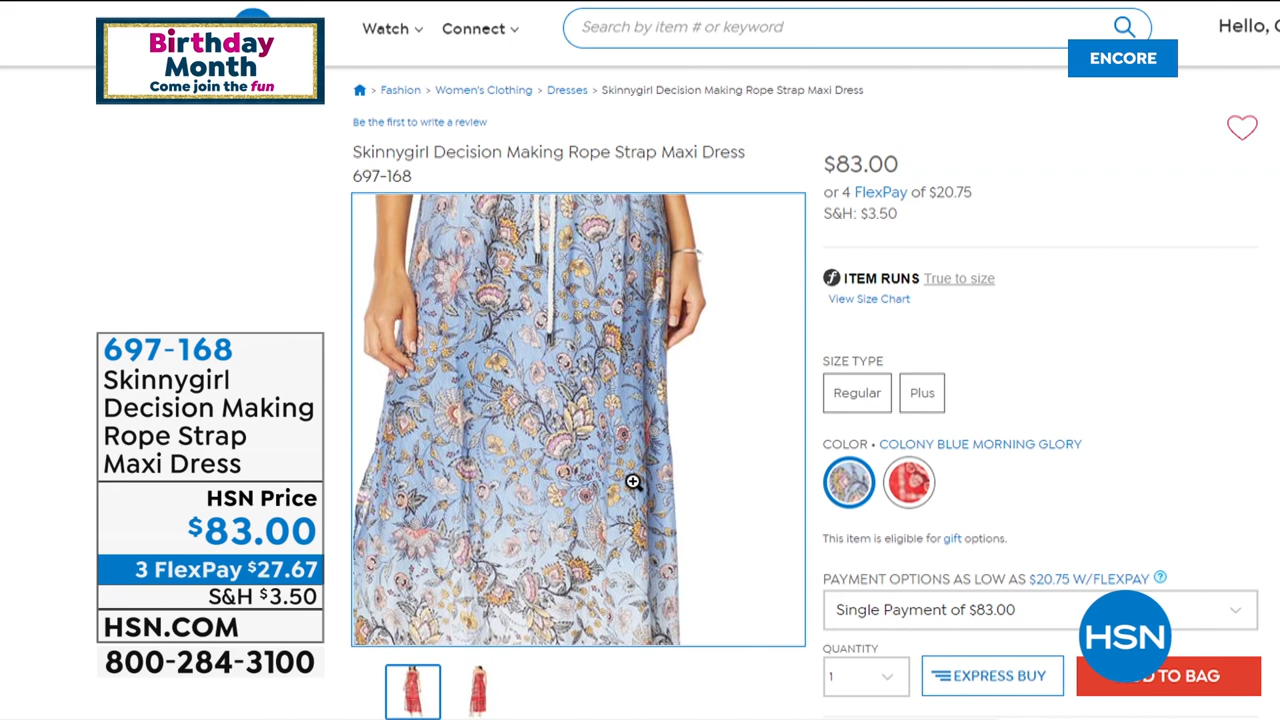 Birthday
Month
Come join the fun
Watch
Connect
Search by item # or keyword
Hello,
ENCORE
> Fashion > Women's Clothing > Dresses > Skinnygirl Decision Making Rope Strap Maxi Dress
Be the first to write a review
Skinnygirl Decision Making Rope Strap Maxi Dress
697-168
$83.00
or 4 FlexPay of $20.75
S&H: $3.50
f ITEM RUNS True to size
View Size Chart
SIZE TYPE
Regular
Plus
COLOR • COLONY BLUE MORNING GLORY
This item is eligible for gift options.
PAYMENT OPTIONS AS LOW AS $20.75 W/FLEXPAY ?
Single Payment of $83.00
QUANTITY
1
EXPRESS BUY
TO BAG
HSN
697-168
Skinnygirl
Decision Making
Rope Strap
Maxi Dress
HSN Price
$83.00
3 FlexPay $27.67
S&H $3.50
HSN.COM
800-284-3100